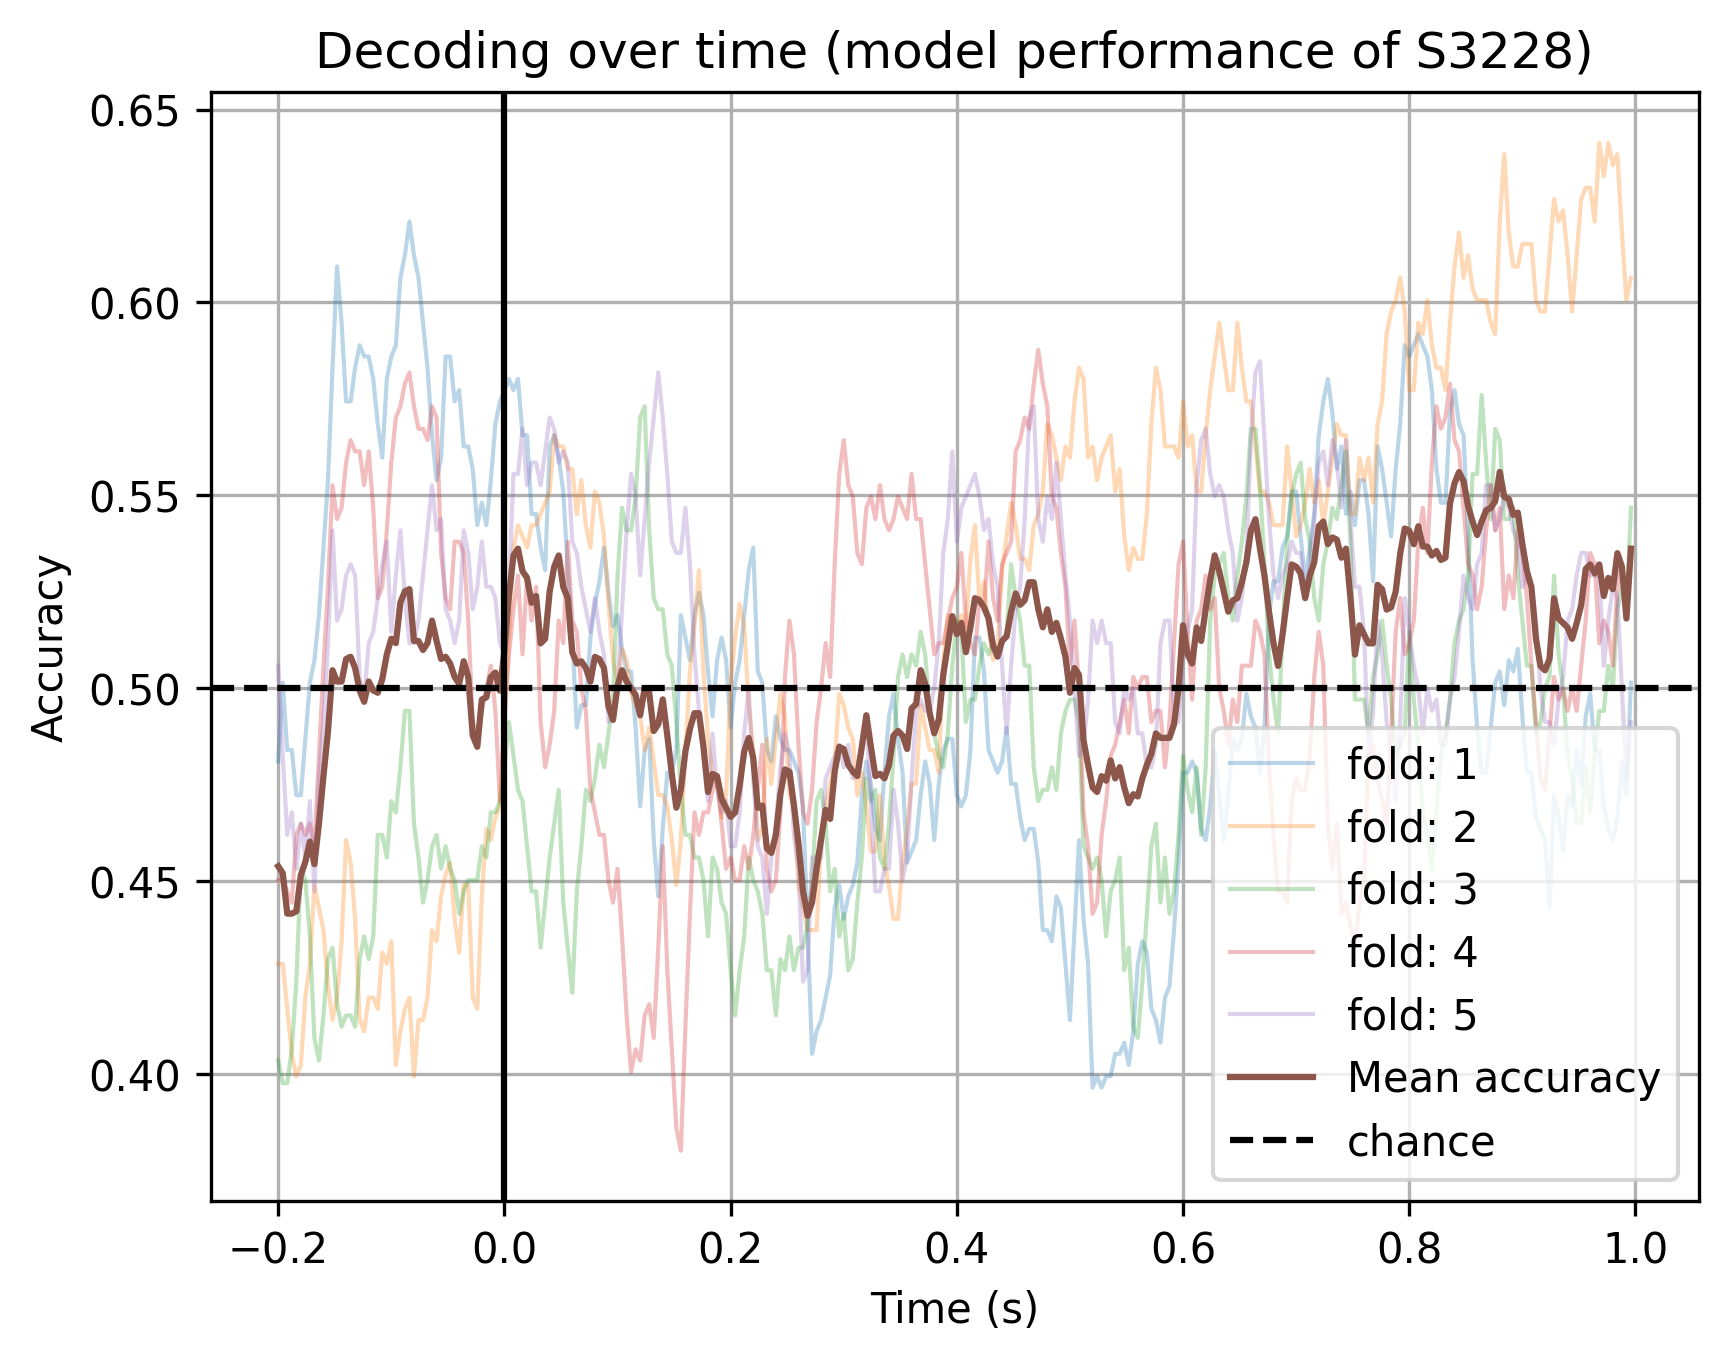 Decoding over time (model performance of S3228)
0.65
0.60
0.55
0.50
0.45
0.40
Accuracy
fold: 1
fold: 2
fold: 3
fold: 4
fold: 5
Mean accuracy
chance
−0.2 0.0 0.2 0.4 0.6 0.8 1.0
Time (s)